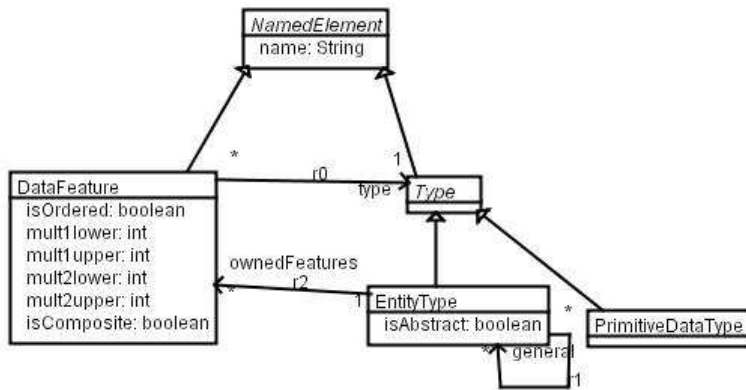 NamedElement
name: String
*
1
r0
type
Type
DataFeature
isOrdered: boolean
mult1lower: int
mult1upper: int
mult2lower: int
mult2upper: int
isComposite: boolean
ownedFeatures
r2
*
1
EntityType
isAbstract: boolean
*
*
general
r1
PrimitiveDataType